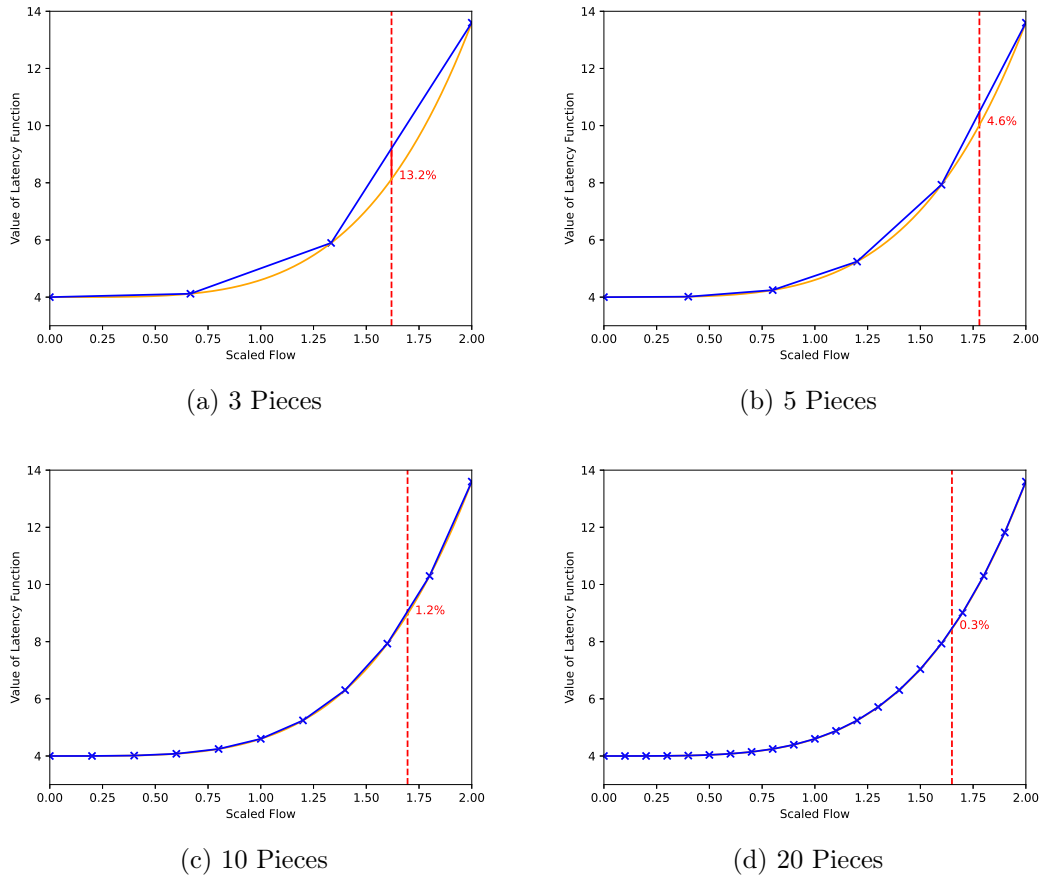 14
12
10
8
6
4
Value of Latency Function
13.2%
0.00 0.25 0.50 0.75 1.00 1.25 1.50 1.75 2.00
Scaled Flow
(a) 3 Pieces
14
12
10
8
6
4
Value of Latency Function
4.6%
0.00 0.25 0.50 0.75 1.00 1.25 1.50 1.75 2.00
Scaled Flow
(b) 5 Pieces
14
12
10
8
6
4
Value of Latency Function
1.2%
0.00 0.25 0.50 0.75 1.00 1.25 1.50 1.75 2.00
Scaled Flow
(c) 10 Pieces
14
12
10
8
6
4
Value of Latency Function
0.3%
0.00 0.25 0.50 0.75 1.00 1.25 1.50 1.75 2.00
Scaled Flow
(d) 20 Pieces